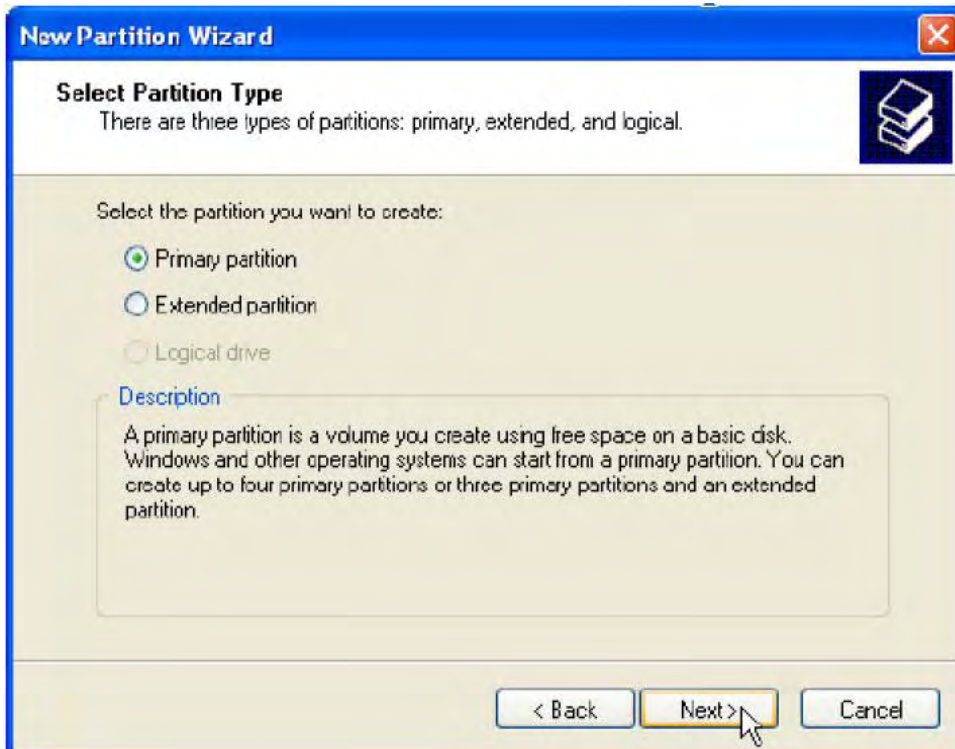 New Partition Wizard
Select Partition Type
There are three types of partitions: primary, extended, and logical.
Select the partition you want to create:
Primary partition
Extended partition
Logical drive
Description
A primary partition is a volume you create using free space on a basic disk.
Windows and other operating systems can start from a primary partition. You can
create up to four primary partitions or three primary partitions and an extended
partition.
< Back
Next >
Cancel